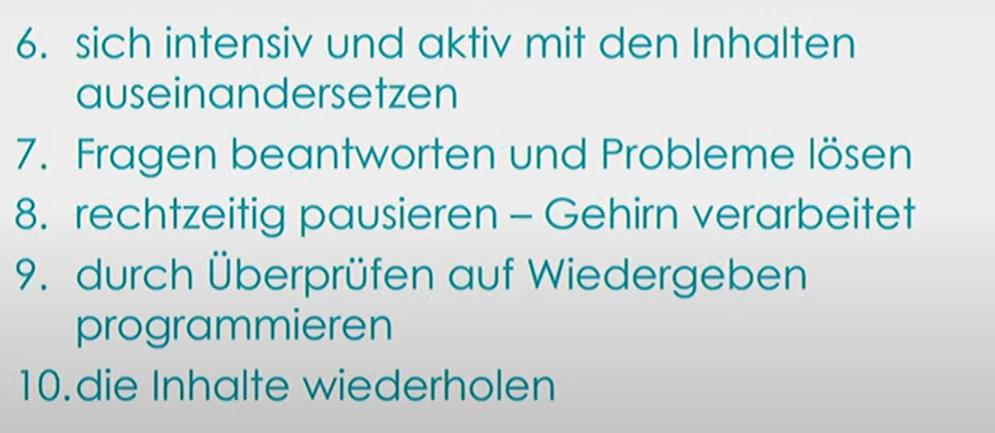 6. sich intensiv und aktiv mit den Inhalten
auseinandersetzen
7. Fragen beantworten und Probleme lösen
8. rechtzeitig pausieren – Gehirn verarbeitet
9. durch Überprüfen auf Wiedergeben
programmieren
10. die Inhalte wiederholen